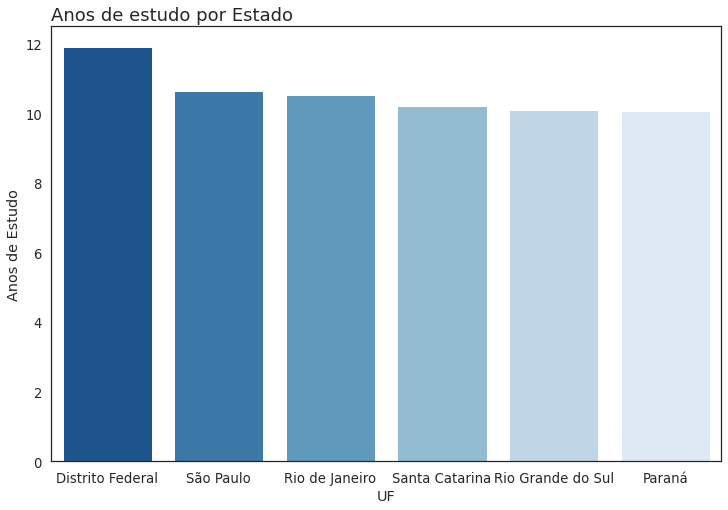 Anos de estudo por Estado
12
10
8
6
4
2
0
Anos de Estudo
Distrito Federal São Paulo Rio de Janeiro Santa Catarina Rio Grande do Sul Paraná
UF